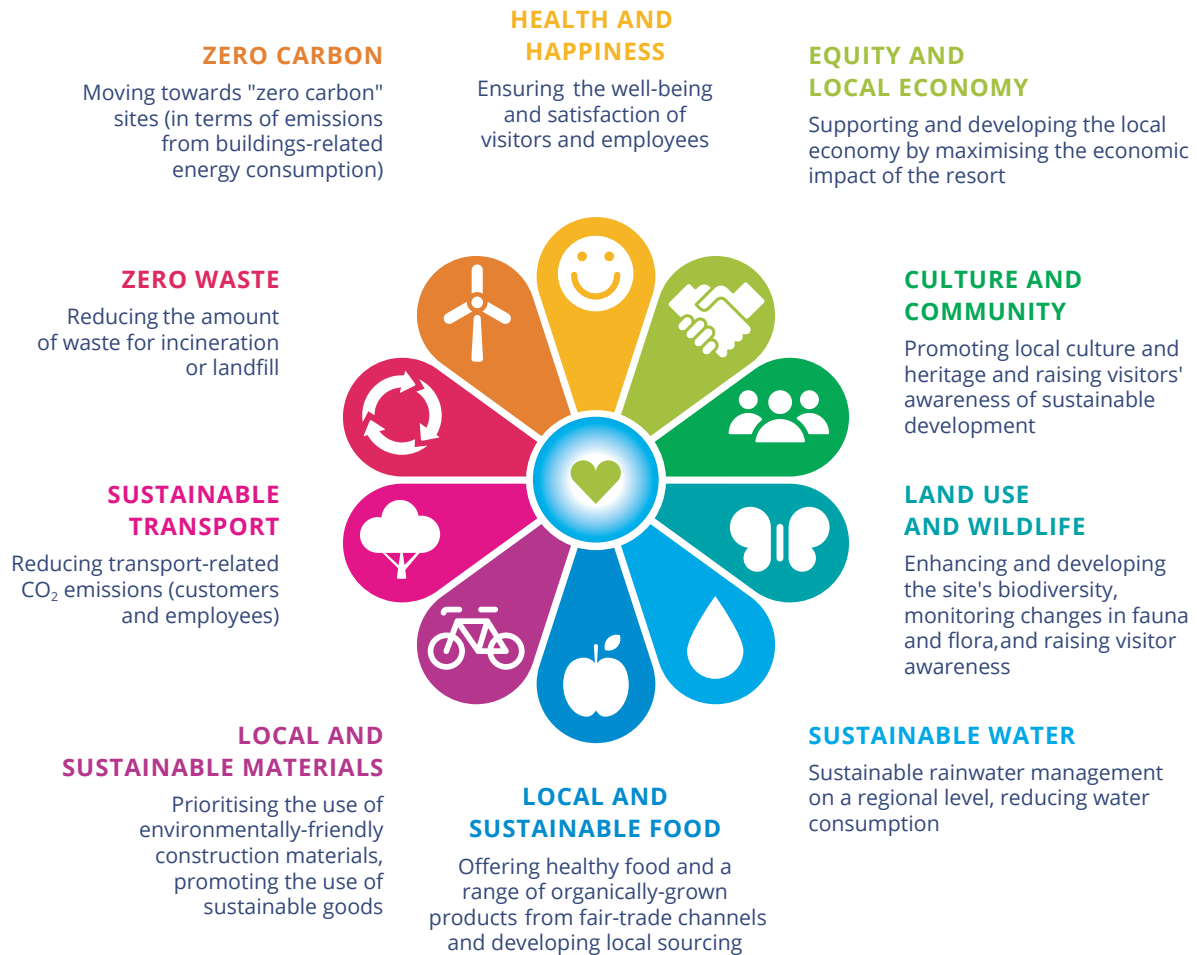 HEALTH AND
HAPPINESS
Ensuring the well-being
and satisfaction of
visitors and employees
EQUITY AND
LOCAL ECONOMY
Supporting and developing the local
economy by maximising the economic
impact of the resort
CULTURE AND
COMMUNITY
Promoting local culture and
heritage and raising visitors'
awareness of sustainable
development
LAND USE
AND WILDLIFE
Enhancing and developing
the site's biodiversity,
monitoring changes in fauna
and flora,and raising visitor
awareness
SUSTAINABLE WATER
Sustainable rainwater management
on a regional level, reducing water
consumption
LOCAL AND
SUSTAINABLE FOOD
Offering healthy food and a
range of organically-grown
products from fair-trade channels
and developing local sourcing
LOCAL AND
SUSTAINABLE MATERIALS
Prioritising the use of
environmentally-friendly
construction materials,
promoting the use of
sustainable goods
SUSTAINABLE
TRANSPORT
Reducing transport-related
CO₂ emissions (customers
and employees)
ZERO WASTE
Reducing the amount
of waste for incineration
or landfill
ZERO CARBON
Moving towards "zero carbon"
sites (in terms of emissions
from buildings-related
energy consumption)